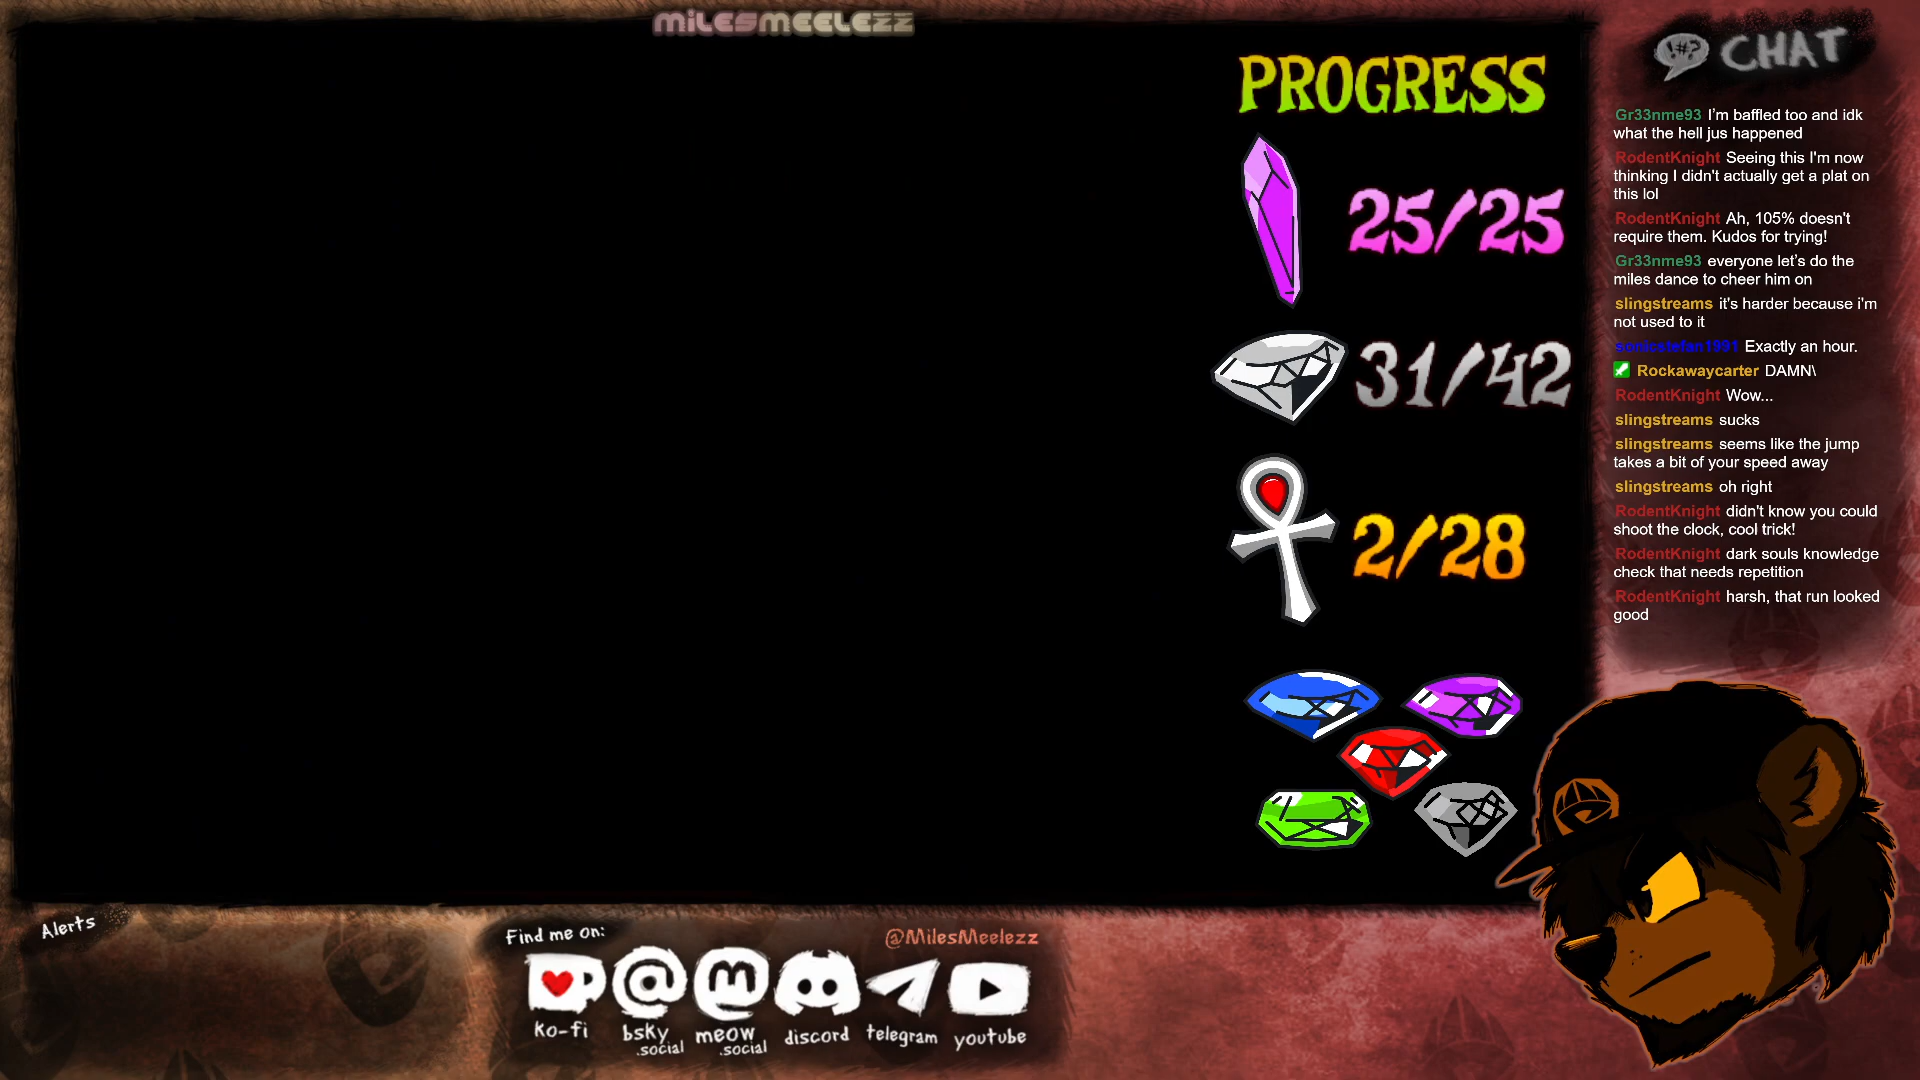 MILESMEELEZZ
PROGRESS
25/25
31/42
2/28
CHAT
Gr33nme93 I'm baffled too and idk
what the hell jus happened
RodentKnight Seeing this I'm now
thinking I didn't actually get a plat on
this lol
RodentKnight Ah, 105% doesn't
require them. Kudos for trying!
Gr33nme93 everyone let's do the
miles dance to cheer him on
slingstreams it's harder because i'm
not used to it
sonicstefan1991 Exactly an hour.
Rockawaycarter DAMN\
RodentKnight Wow...
slingstreams sucks
slingstreams seems like the jump
takes a bit of your speed away
slingstreams oh right
RodentKnight didn't know you could
shoot the clock, cool trick!
RodentKnight dark souls knowledge
check that needs repetition
RodentKnight harsh, that run looked
good
Alerts
Find me on:
@MilesMeelezz
ko-fi
bsky
.social
meow
.social
discord
telegram
youtube